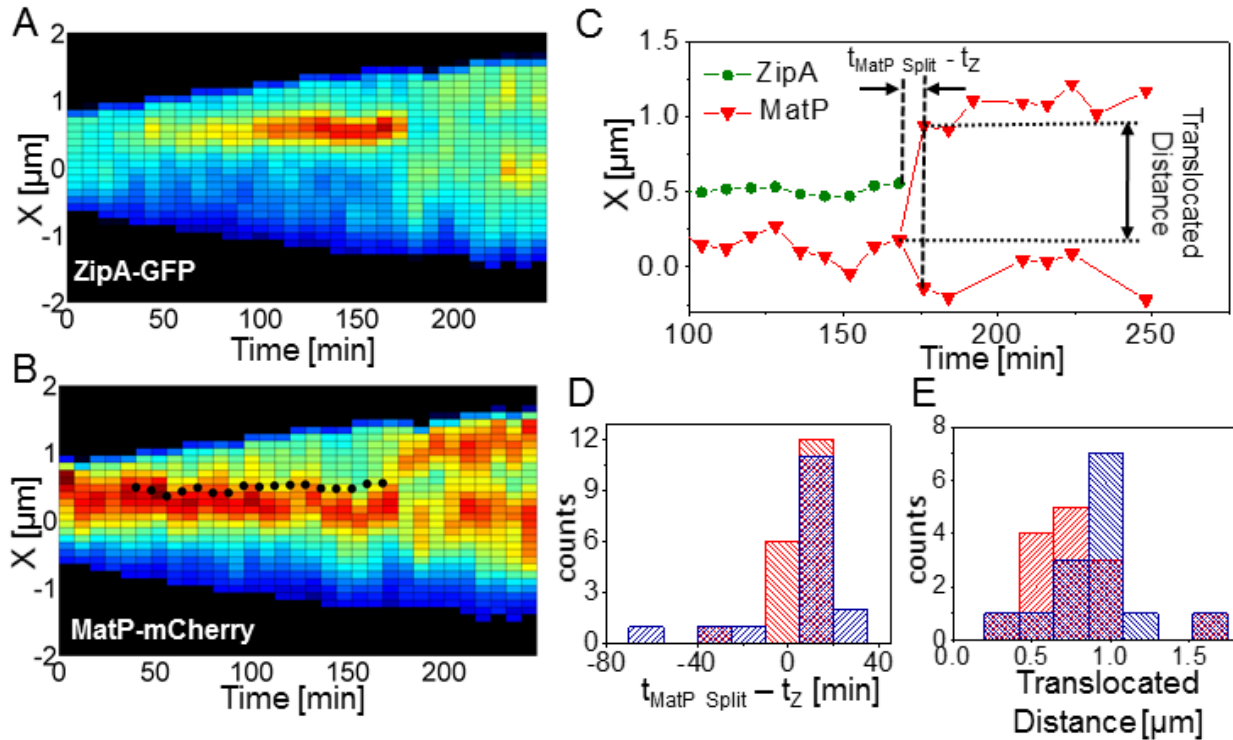 A
2
1
0
-1
-2
X [µm]
ZipA-GFP
0 50 100 150 200
Time [min]
B
2
1
0
-1
-2
X [µm]
MatP-mCherry
0 50 100 150 200
Time [min]
C
1.5
1.0
0.5
0.0
X [µm]
ZipA
MatP
tMatP Split - tZ
Translocated
Distance
100 150 200 250
Time [min]
D
12
9
6
3
0
counts
-80 -40 0 40
tMatP Split – tZ [min]
E
8
6
4
2
0
counts
0.5 1.0 1.5
Translocated
Distance [µm]